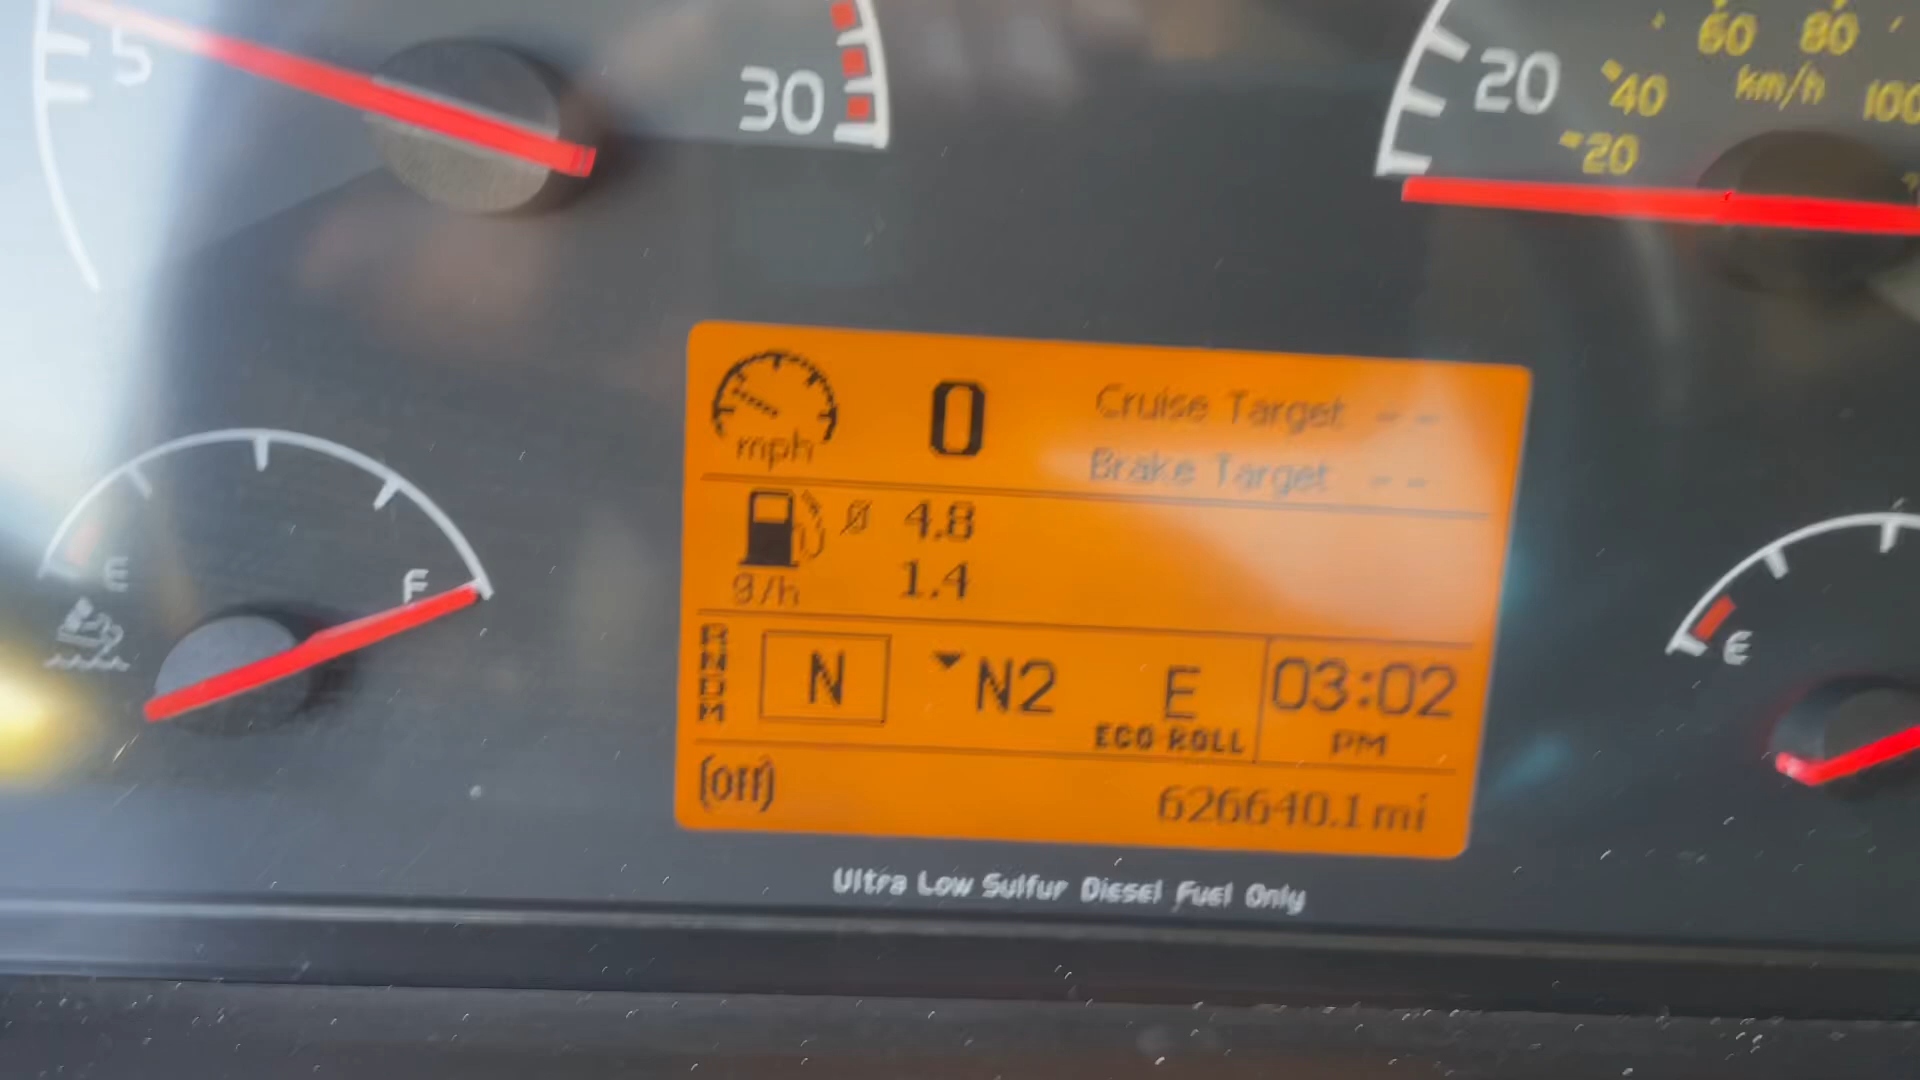 5
30
20
20
40
60
80
100
km/h
mph
0
Cruise Target --
Brake Target --
Ø 4.8
g/h 1.4
E
F
R
N
D
M
N
N2
E
ECO ROLL
03:02
PM
(Off)
626640.1 mi
E
Ultra Low Sulfur Diesel Fuel Only